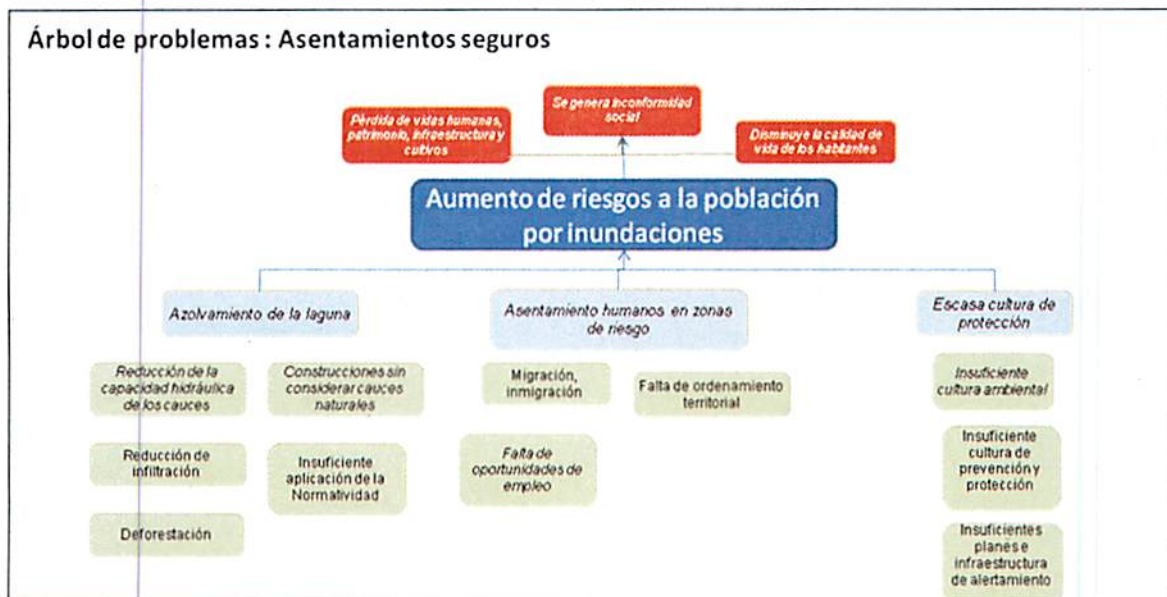 Árbol de problemas : Asentamientos seguros
Se genera inconformidad
social
Pérdida de vidas humanas,
patrimonio, infraestructura y
cultivos
Disminuye la calidad de
vida de los habitantes
Aumento de riesgos a la población
por inundaciones
Azolvamiento de la laguna
Asentamiento humanos en zonas
de riesgo
Escasa cultura de
protección
Reducción de la
capacidad hidráulica
de los cauces
Construcciones sin
considerar cauces
naturales
Migración,
inmigración
Falta de ordenamiento
territorial
Insuficiente
cultura ambiental
Reducción de
infiltración
Insuficiente
aplicación de la
Normatividad
Falta de
oportunidades de
empleo
Insuficiente
cultura de
prevención y
protección
Deforestación
Insuficientes
planes e
infraestructura
de alertamiento